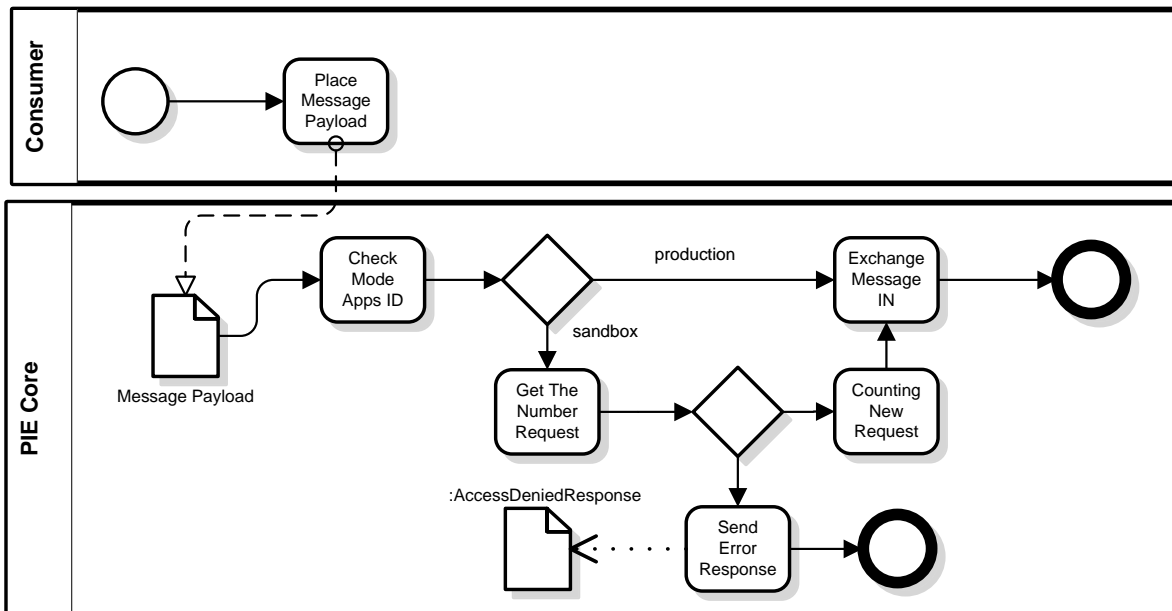 Consumer
Place
Message
Payload
PIE Core
Check
Mode
Apps ID
production
Exchange
Message
IN
sandbox
Message Payload
Get The
Number
Request
Counting
New
Request
:AccessDeniedResponse
Send
Error
Response